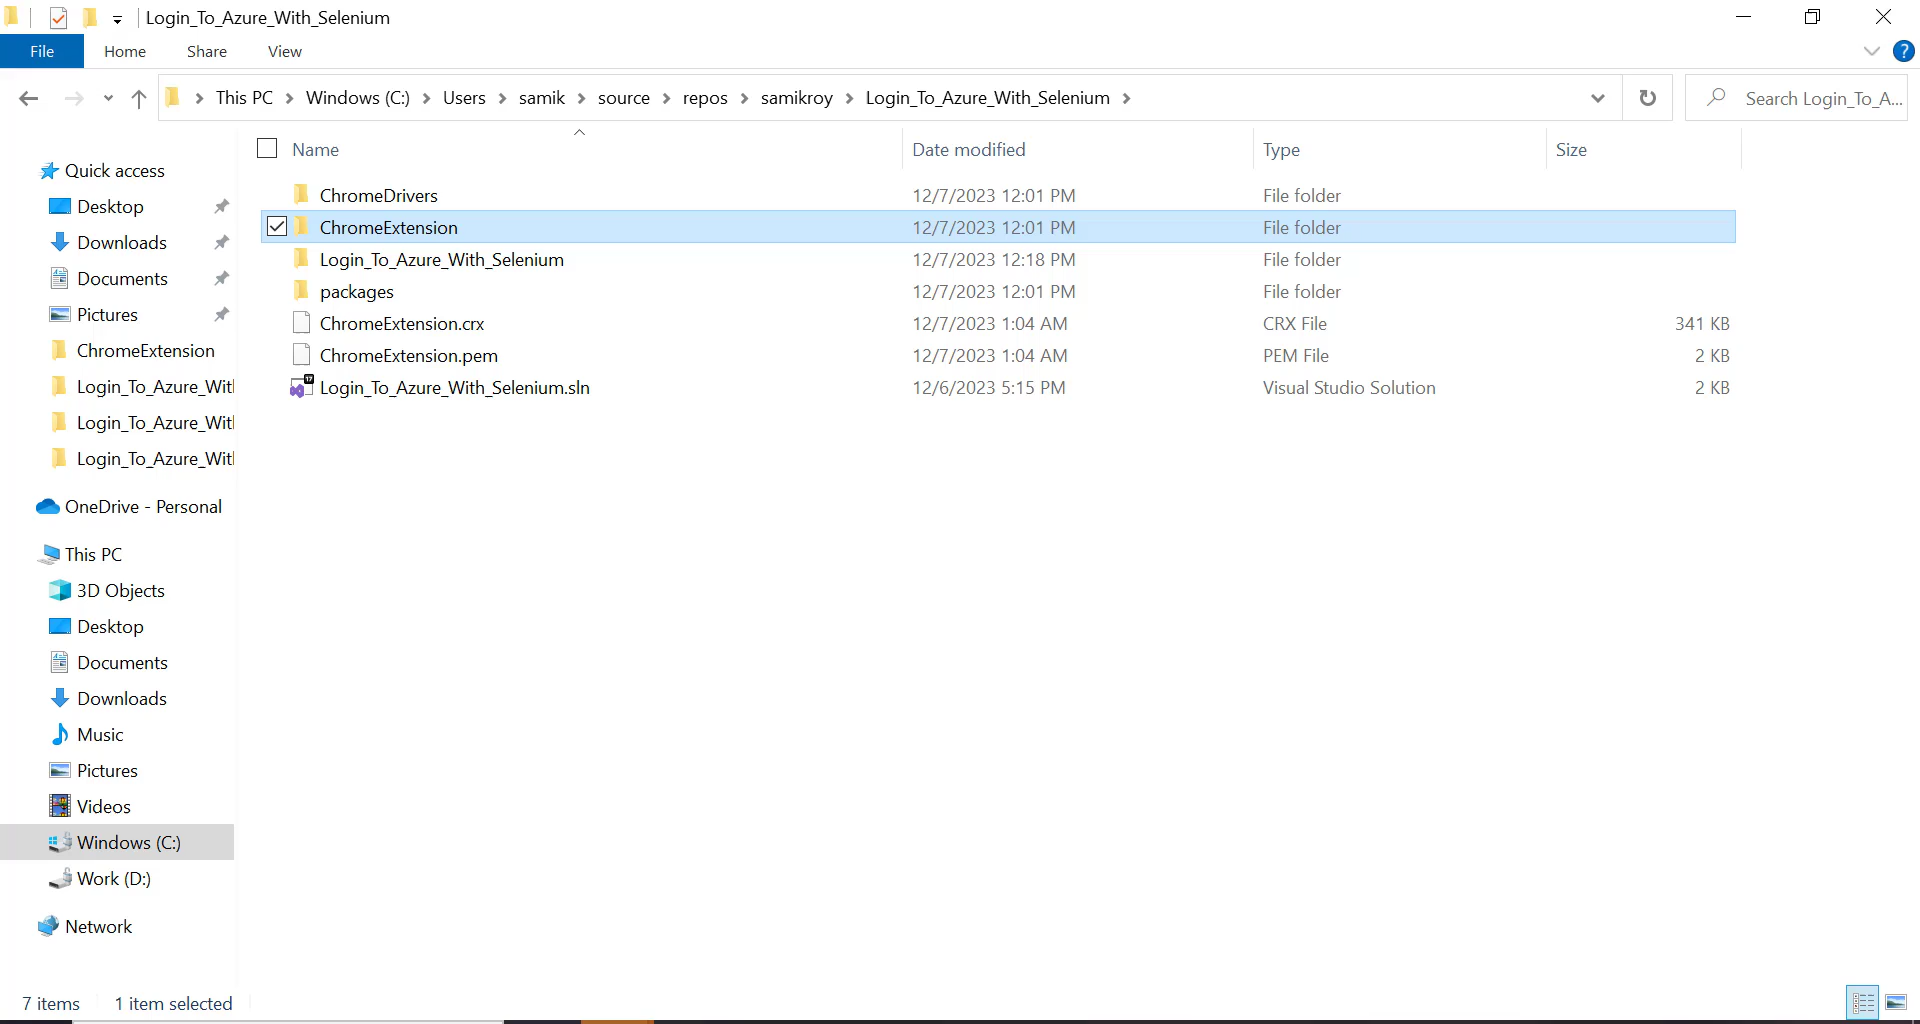 Login_To_Azure_With_Selenium
File Home Share View ?
This PC Windows (C:) Users samik source repos samikroy Login_To_Azure_With_Selenium Search Login_To_A...
Name Date modified Type Size
ChromeDrivers 12/7/2023 12:01 PM File folder
ChromeExtension 12/7/2023 12:01 PM File folder
Login_To_Azure_With_Selenium 12/7/2023 12:18 PM File folder
packages 12/7/2023 12:01 PM File folder
ChromeExtension.crx 12/7/2023 1:04 AM CRX File 341 KB
ChromeExtension.pem 12/7/2023 1:04 AM PEM File 2 KB
Login_To_Azure_With_Selenium.sln 12/6/2023 5:15 PM Visual Studio Solution 2 KB
Quick access
Desktop
Downloads
Documents
Pictures
ChromeExtension
Login_To_Azure_Wit
Login_To_Azure_Wit
Login_To_Azure_Wit
OneDrive - Personal
This PC
3D Objects
Desktop
Documents
Downloads
Music
Pictures
Videos
Windows (C:)
Work (D:)
Network
7 items 1 item selected